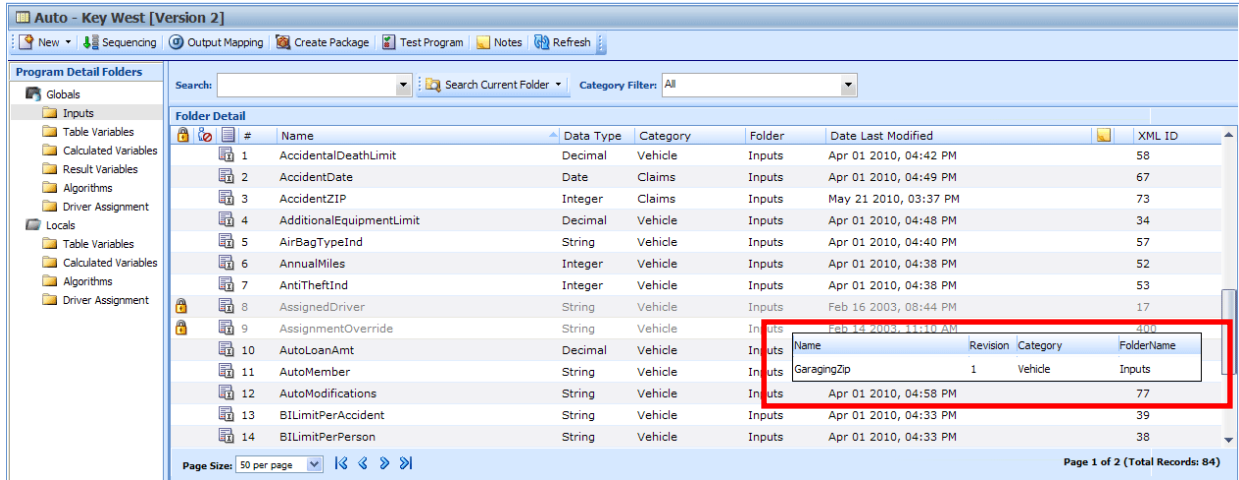 Auto - Key West [Version 2]
New Sequencing Output Mapping Create Package Test Program Notes Refresh
Program Detail Folders
Globals
Inputs
Table Variables
Calculated Variables
Result Variables
Algorithms
Driver Assignment
Locals
Table Variables
Calculated Variables
Algorithms
Driver Assignment
Search: Search Current Folder Category Filter: All
Folder Detail
# Name Data Type Category Folder Date Last Modified XML ID
1 AccidentalDeathLimit Decimal Vehicle Inputs Apr 01 2010, 04:42 PM 58
2 AccidentDate Date Claims Inputs Apr 01 2010, 04:49 PM 67
3 AccidentZIP Integer Claims Inputs May 21 2010, 03:37 PM 73
4 AdditionalEquipmentLimit Decimal Vehicle Inputs Apr 01 2010, 04:48 PM 34
5 AirBagTypeInd String Vehicle Inputs Apr 01 2010, 04:40 PM 57
6 AnnualMiles Integer Vehicle Inputs Apr 01 2010, 04:38 PM 52
7 AntiTheftInd Integer Vehicle Inputs Apr 01 2010, 04:38 PM 53
8 AssignedDriver String Vehicle Inputs Feb 16 2003, 08:44 PM 17
9 AssignmentOverride String Vehicle Inputs Feb 14 2003, 11:10 AM 400
10 AutoLoanAmt Decimal Vehicle Inputs
11 AutoMember String Vehicle Inputs
Name Revision Category FolderName
GaragingZip 1 Vehicle Inputs
12 AutoModifications String Vehicle Inputs Apr 01 2010, 04:58 PM 77
13 BILimitPerAccident String Vehicle Inputs Apr 01 2010, 04:33 PM 39
14 BILimitPerPerson String Vehicle Inputs Apr 01 2010, 04:33 PM 38
Page Size: 50 per page Page 1 of 2 (Total Records: 84)